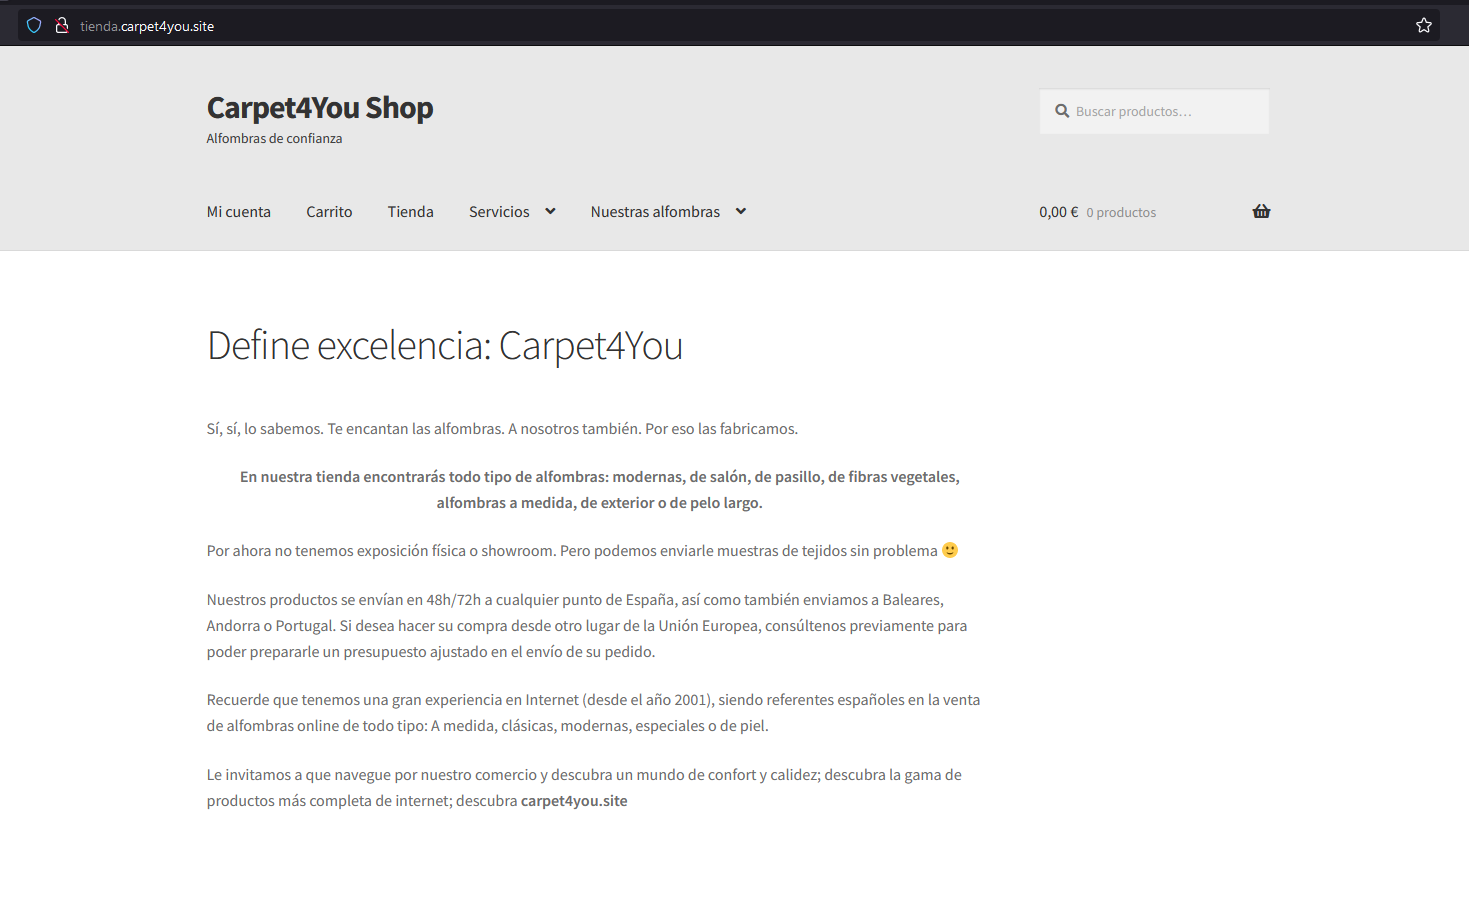 tienda.carpet4you.site
Carpet4You Shop
Alfombras de confianza
Buscar productos…
Mi cuenta Carrito Tienda Servicios Nuestras alfombras 0,00 € 0 productos
Define excelencia: Carpet4You
Sí, sí, lo sabemos. Te encantan las alfombras. A nosotros también. Por eso las fabricamos.
En nuestra tienda encontrarás todo tipo de alfombras: modernas, de salón, de pasillo, de fibras vegetales,
alfombras a medida, de exterior o de pelo largo.
Por ahora no tenemos exposición física o showroom. Pero podemos enviarle muestras de tejidos sin problema 🙂
Nuestros productos se envían en 48h/72h a cualquier punto de España, así como también enviamos a Baleares,
Andorra o Portugal. Si desea hacer su compra desde otro lugar de la Unión Europea, consúltenos previamente para
poder prepararle un presupuesto ajustado en el envío de su pedido.
Recuerde que tenemos una gran experiencia en Internet (desde el año 2001), siendo referentes españoles en la venta
de alfombras online de todo tipo: A medida, clásicas, modernas, especiales o de piel.
Le invitamos a que navegue por nuestro comercio y descubra un mundo de confort y calidez; descubra la gama de
productos más completa de internet; descubra carpet4you.site